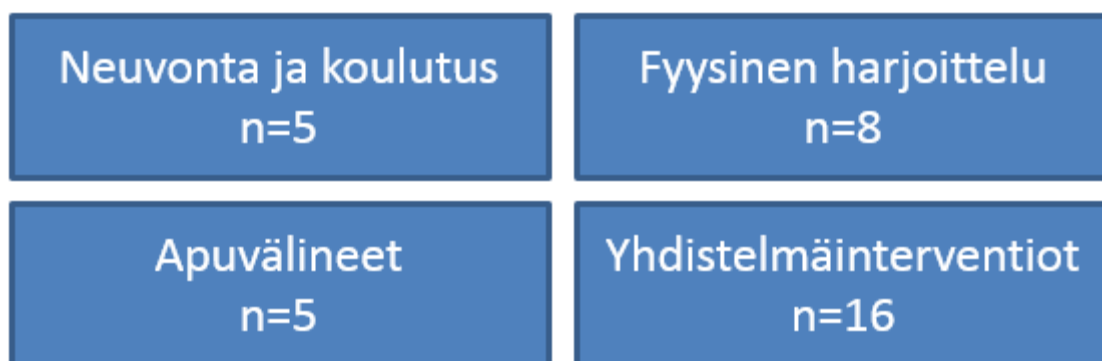 Neuvonta ja koulutus
n=5
Fyysinen harjoittelu
n=8
Apuvälineet
n=5
Yhdistelmäinterventiot
n=16